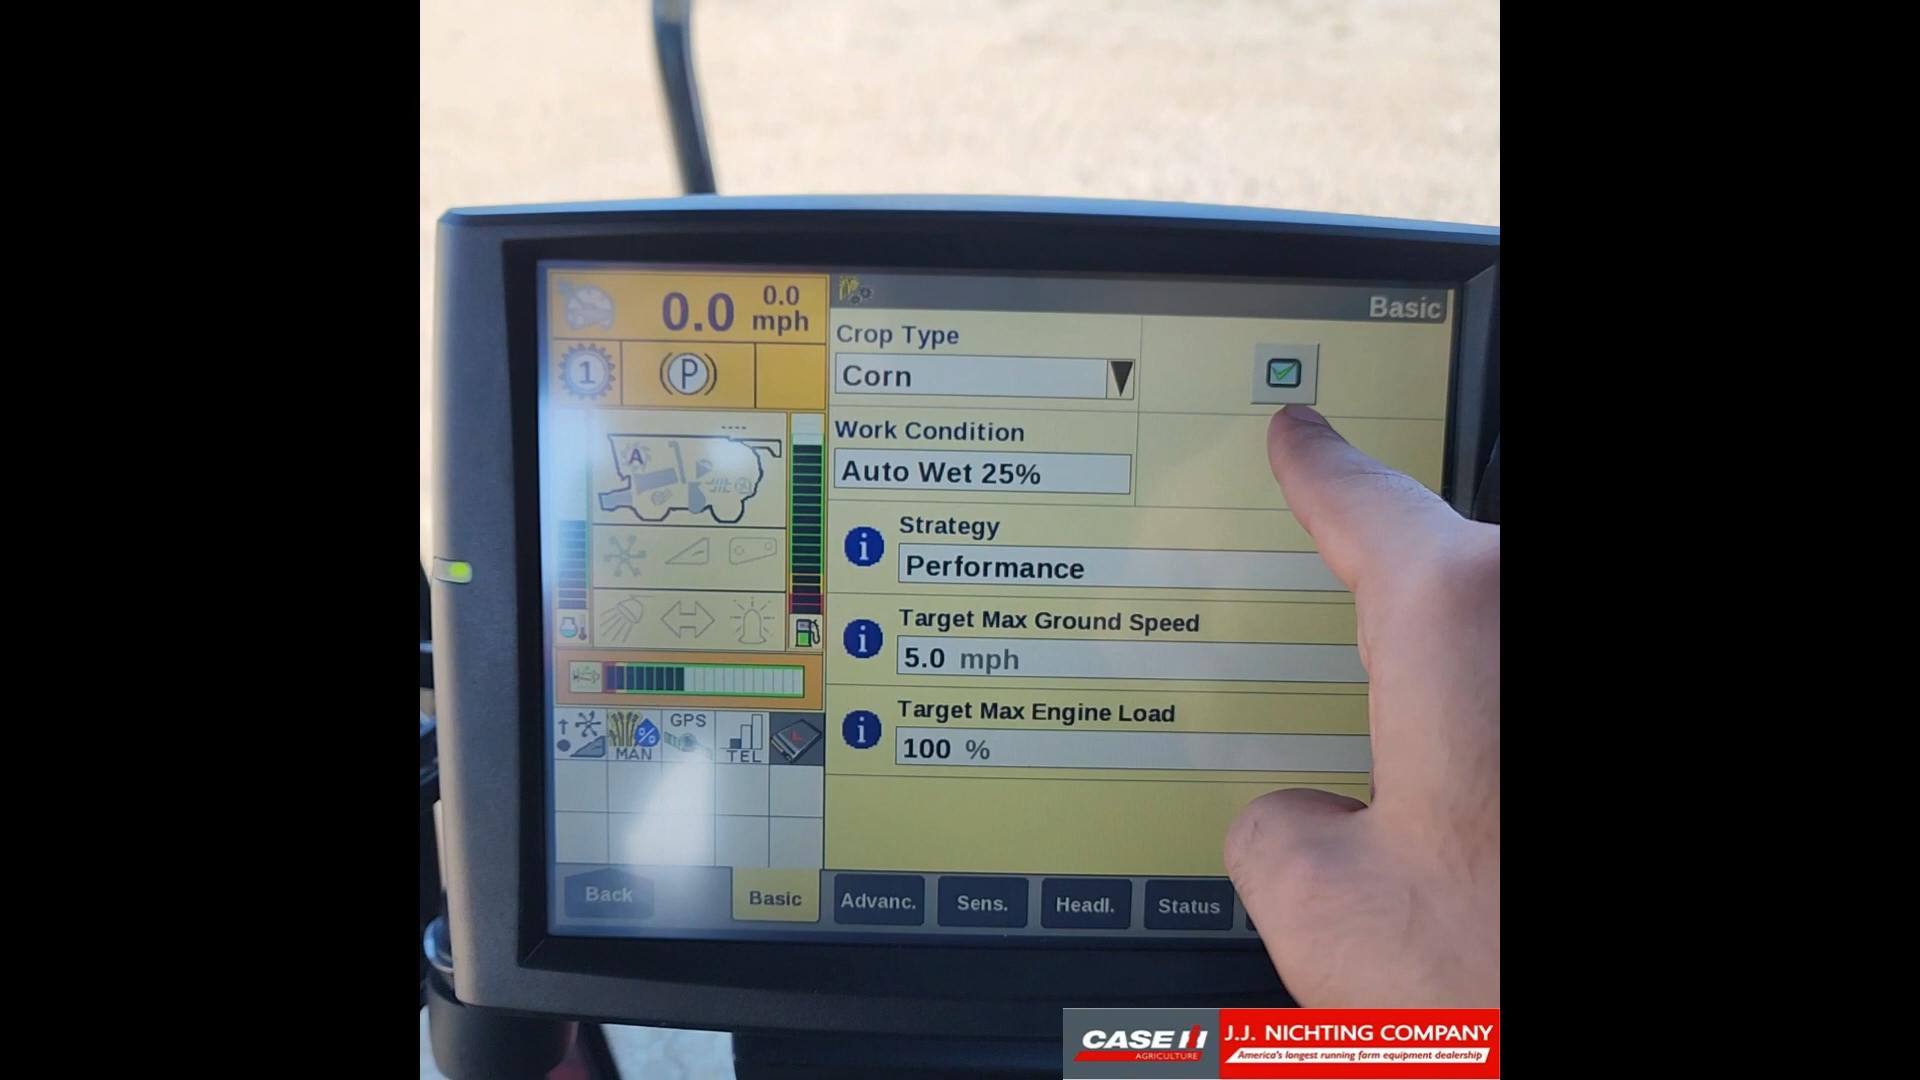 0.0
0.0
mph
1
P
A
----
GPS
MAN
TEL
%
Basic
Crop Type
Corn
Work Condition
Auto Wet 25%
i
Strategy
Performance
i
Target Max Ground Speed
5.0 mph
i
Target Max Engine Load
100 %
Back
Basic
Advanc.
Sens.
Headl.
Status
CASE IH
AGRICULTURE
J.J. NICHTING COMPANY
America's longest running farm equipment dealership